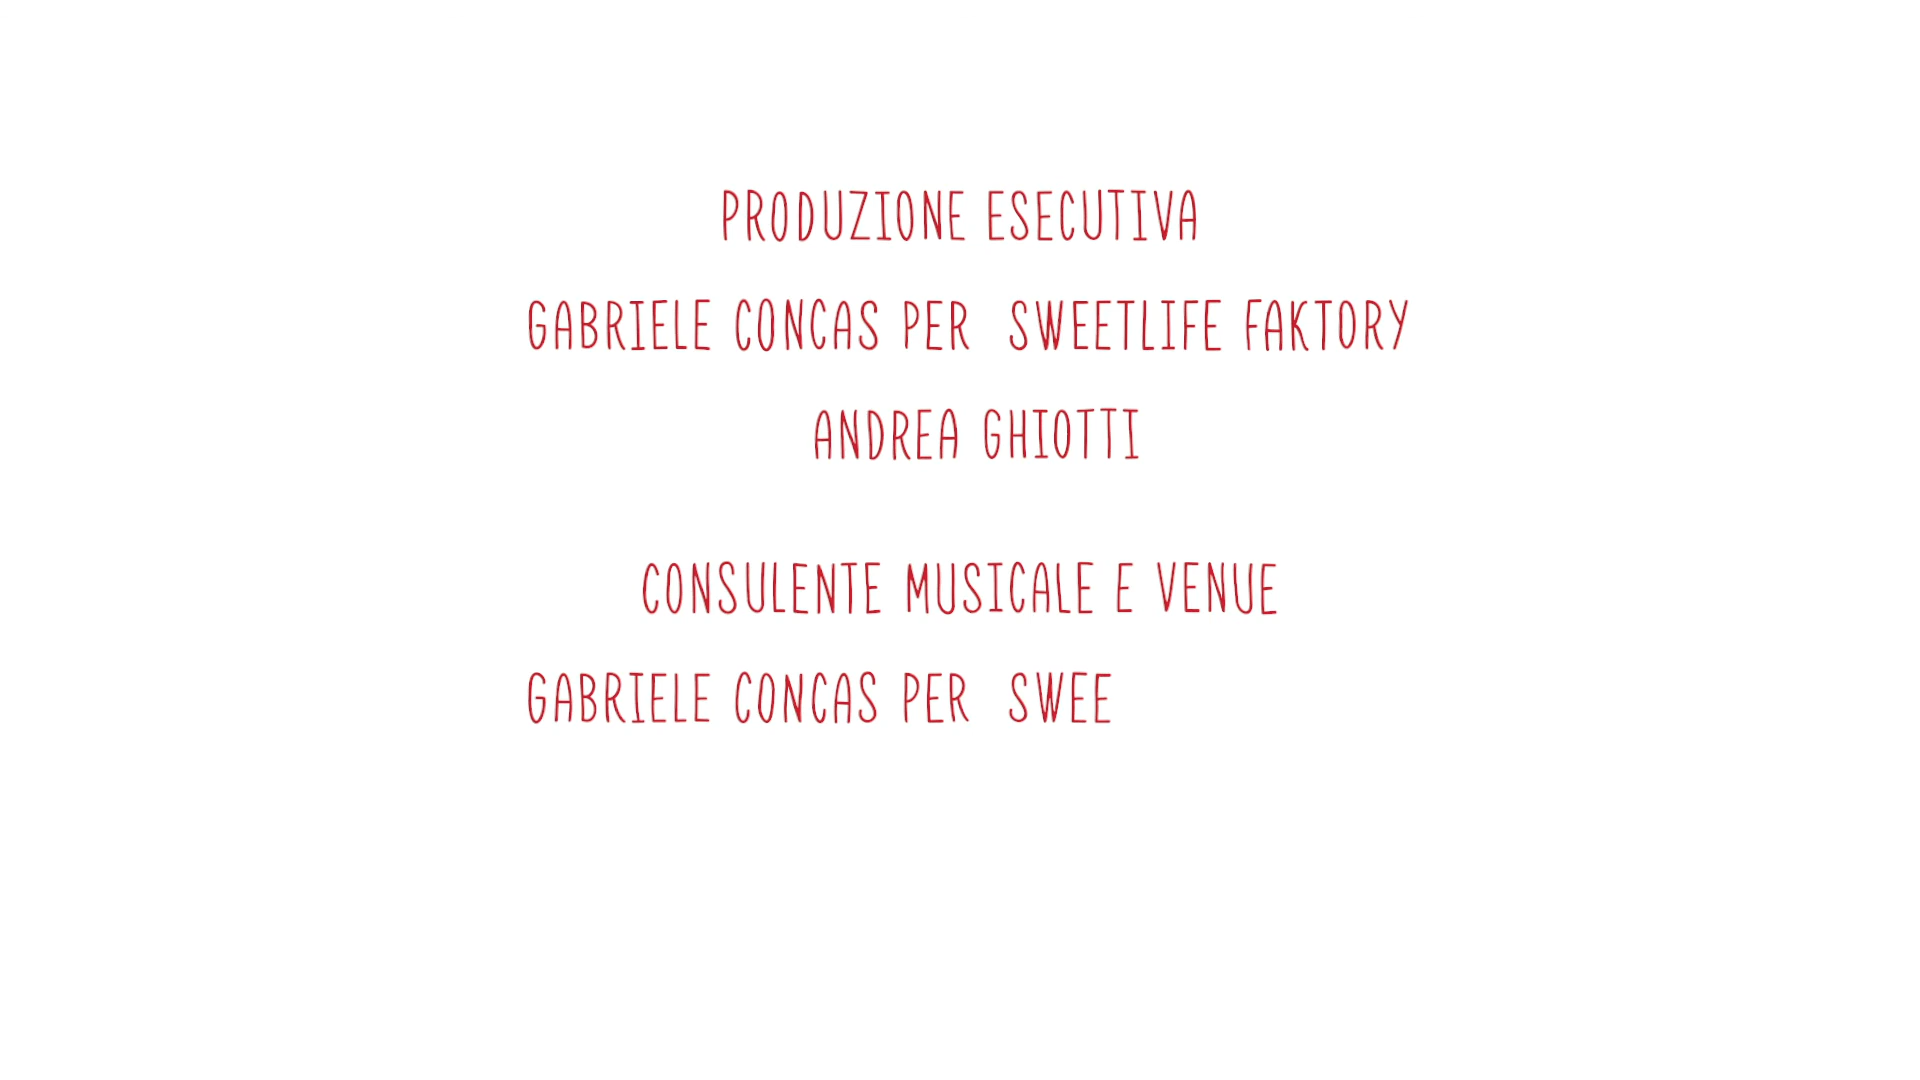 PRODUZIONE ESECUTIVA
GABRIELE CONCAS PER SWEETLIFE FAKTORY
ANDREA GHIOTTI
CONSULENTE MUSICALE E VENUE
GABRIELE CONCAS PER SWEE